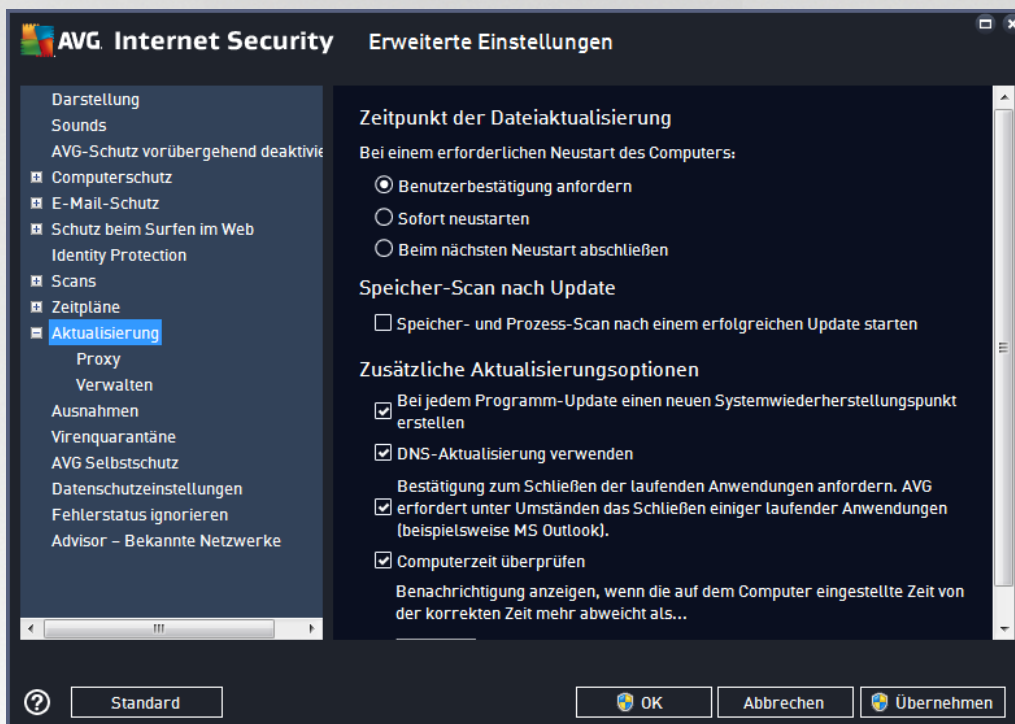 AVG. Internet Security Erweiterte Einstellungen
Darstellung
Sounds
AVG-Schutz vorübergehend deaktivie
Computerschutz
E-Mail-Schutz
Schutz beim Surfen im Web
Identity Protection
Scans
Zeitpläne
Aktualisierung
Proxy
Verwalten
Ausnahmen
Virenquarantäne
AVG Selbstschutz
Datenschutzeinstellungen
Fehlerstatus ignorieren
Advisor – Bekannte Netzwerke
Zeitpunkt der Dateiaktualisierung
Bei einem erforderlichen Neustart des Computers:
Benutzerbestätigung anfordern
Sofort neustarten
Beim nächsten Neustart abschließen
Speicher-Scan nach Update
Speicher- und Prozess-Scan nach einem erfolgreichen Update starten
Zusätzliche Aktualisierungsoptionen
Bei jedem Programm-Update einen neuen Systemwiederherstellungspunkt
erstellen
DNS-Aktualisierung verwenden
Bestätigung zum Schließen der laufenden Anwendungen anfordern. AVG
erfordert unter Umständen das Schließen einiger laufender Anwendungen
(beispielsweise MS Outlook).
Computerzeit überprüfen
Benachrichtigung anzeigen, wenn die auf dem Computer eingestellte Zeit von
der korrekten Zeit mehr abweicht als...
? Standard OK Abbrechen Übernehmen